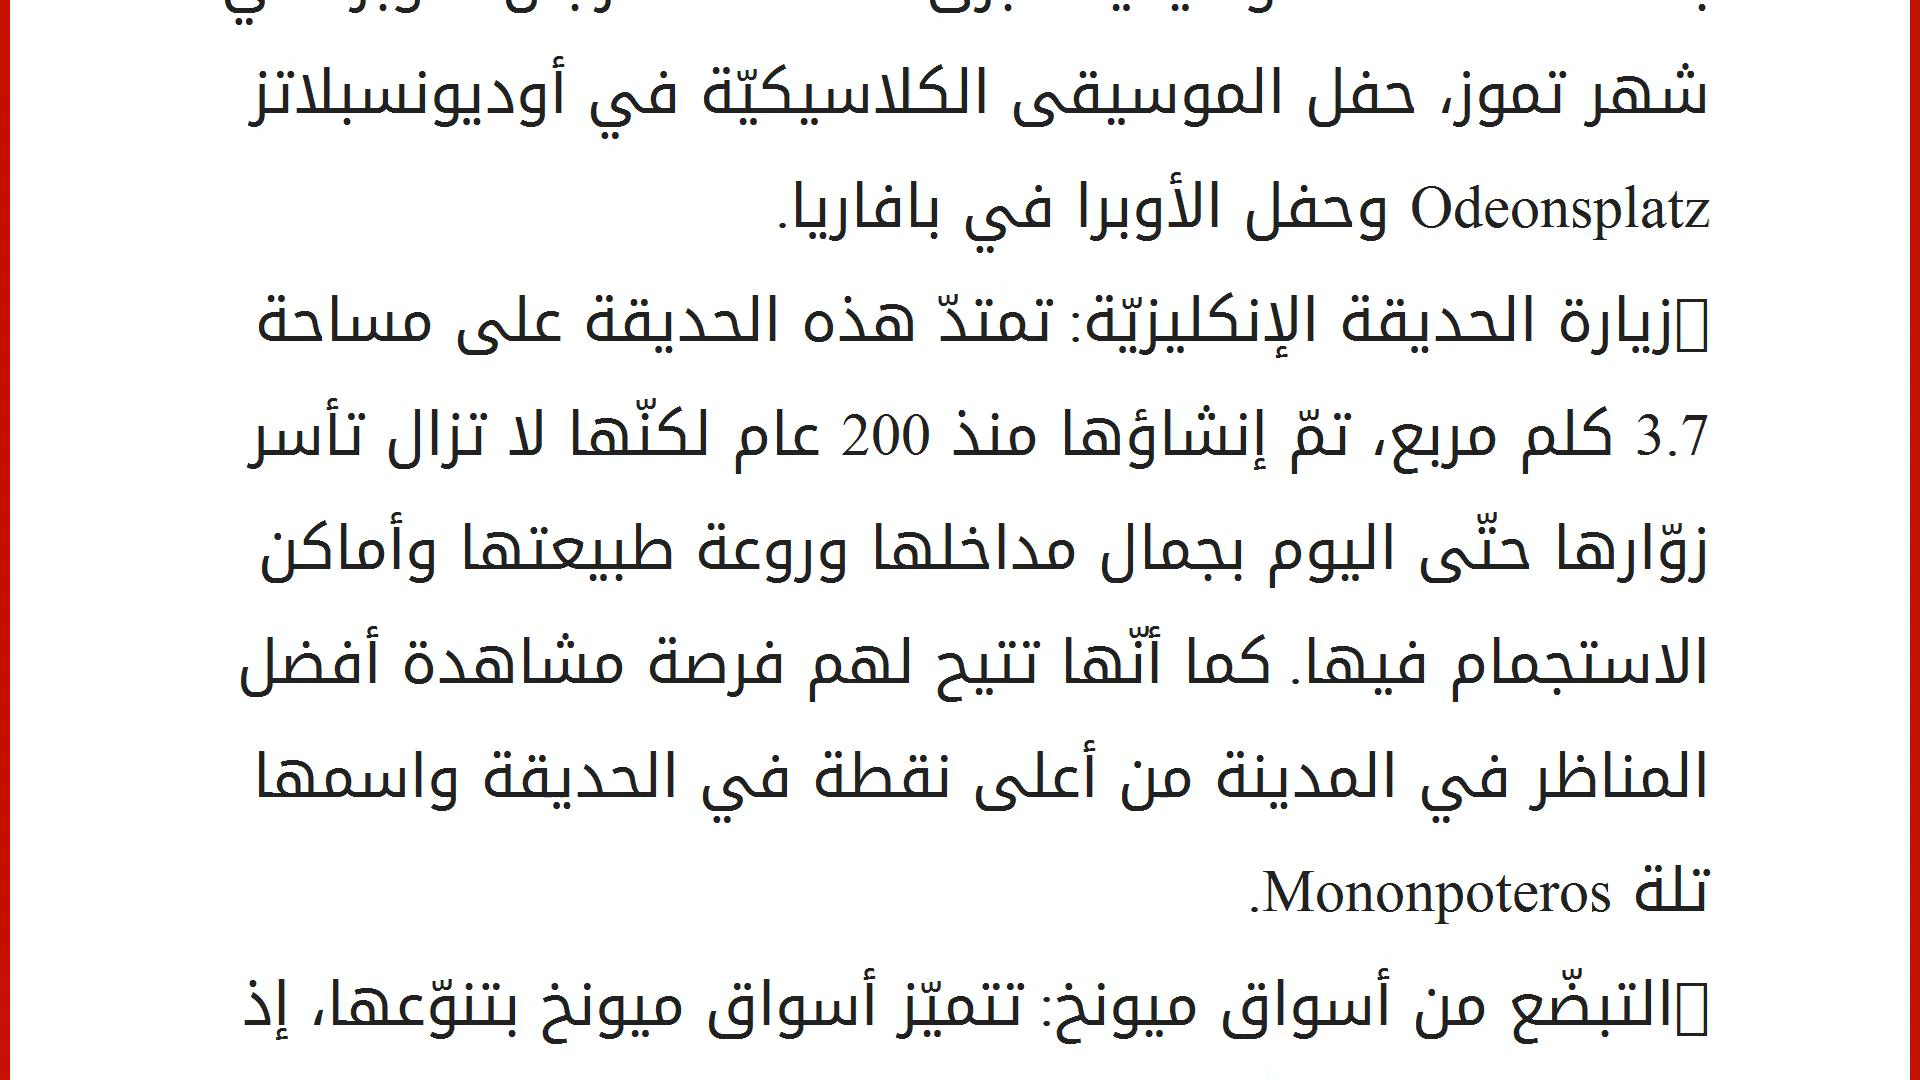 شهر تموز، حفل الموسيقى الكلاسيكيّة في أوديونسبلاتز
Odeonsplatz وحفل الأوبرا في بافاريا.
زيارة الحديقة الإنكليزيّة: تمتدّ هذه الحديقة على مساحة
3.7 كلم مربع، تمّ إنشاؤها منذ 200 عام لكنّها لا تزال تأسر
زوّارها حتّى اليوم بجمال مداخلها وروعة طبيعتها وأماكن
الاستجمام فيها. كما أنّها تتيح لهم فرصة مشاهدة أفضل
المناظر في المدينة من أعلى نقطة في الحديقة واسمها
تلة Mononpoteros.
التبضّع من أسواق ميونخ: تتميّز أسواق ميونخ بتنوّعها، إذ